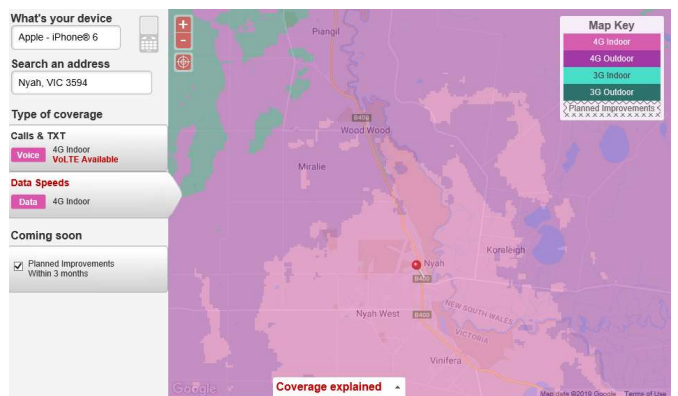 What's your device
Apple - iPhone® 6
Search an address
Nyah, VIC 3594
Type of coverage
Calls & TXT
Voice
4G Indoor
VoLTE Available
Data Speeds
Data
4G Indoor
Coming soon
Planned Improvements
Within 3 months
+
-
Piangil
B400
Wood Wood
Miralie
Koraleigh
Nyah
B400
Nyah West
B400
NEW SOUTH WALES
VICTORIA
Vinifera
Map Key
4G Indoor
4G Outdoor
3G Indoor
3G Outdoor
Planned Improvements
Google
Coverage explained
Map data ©2019 Google
Terms of Use